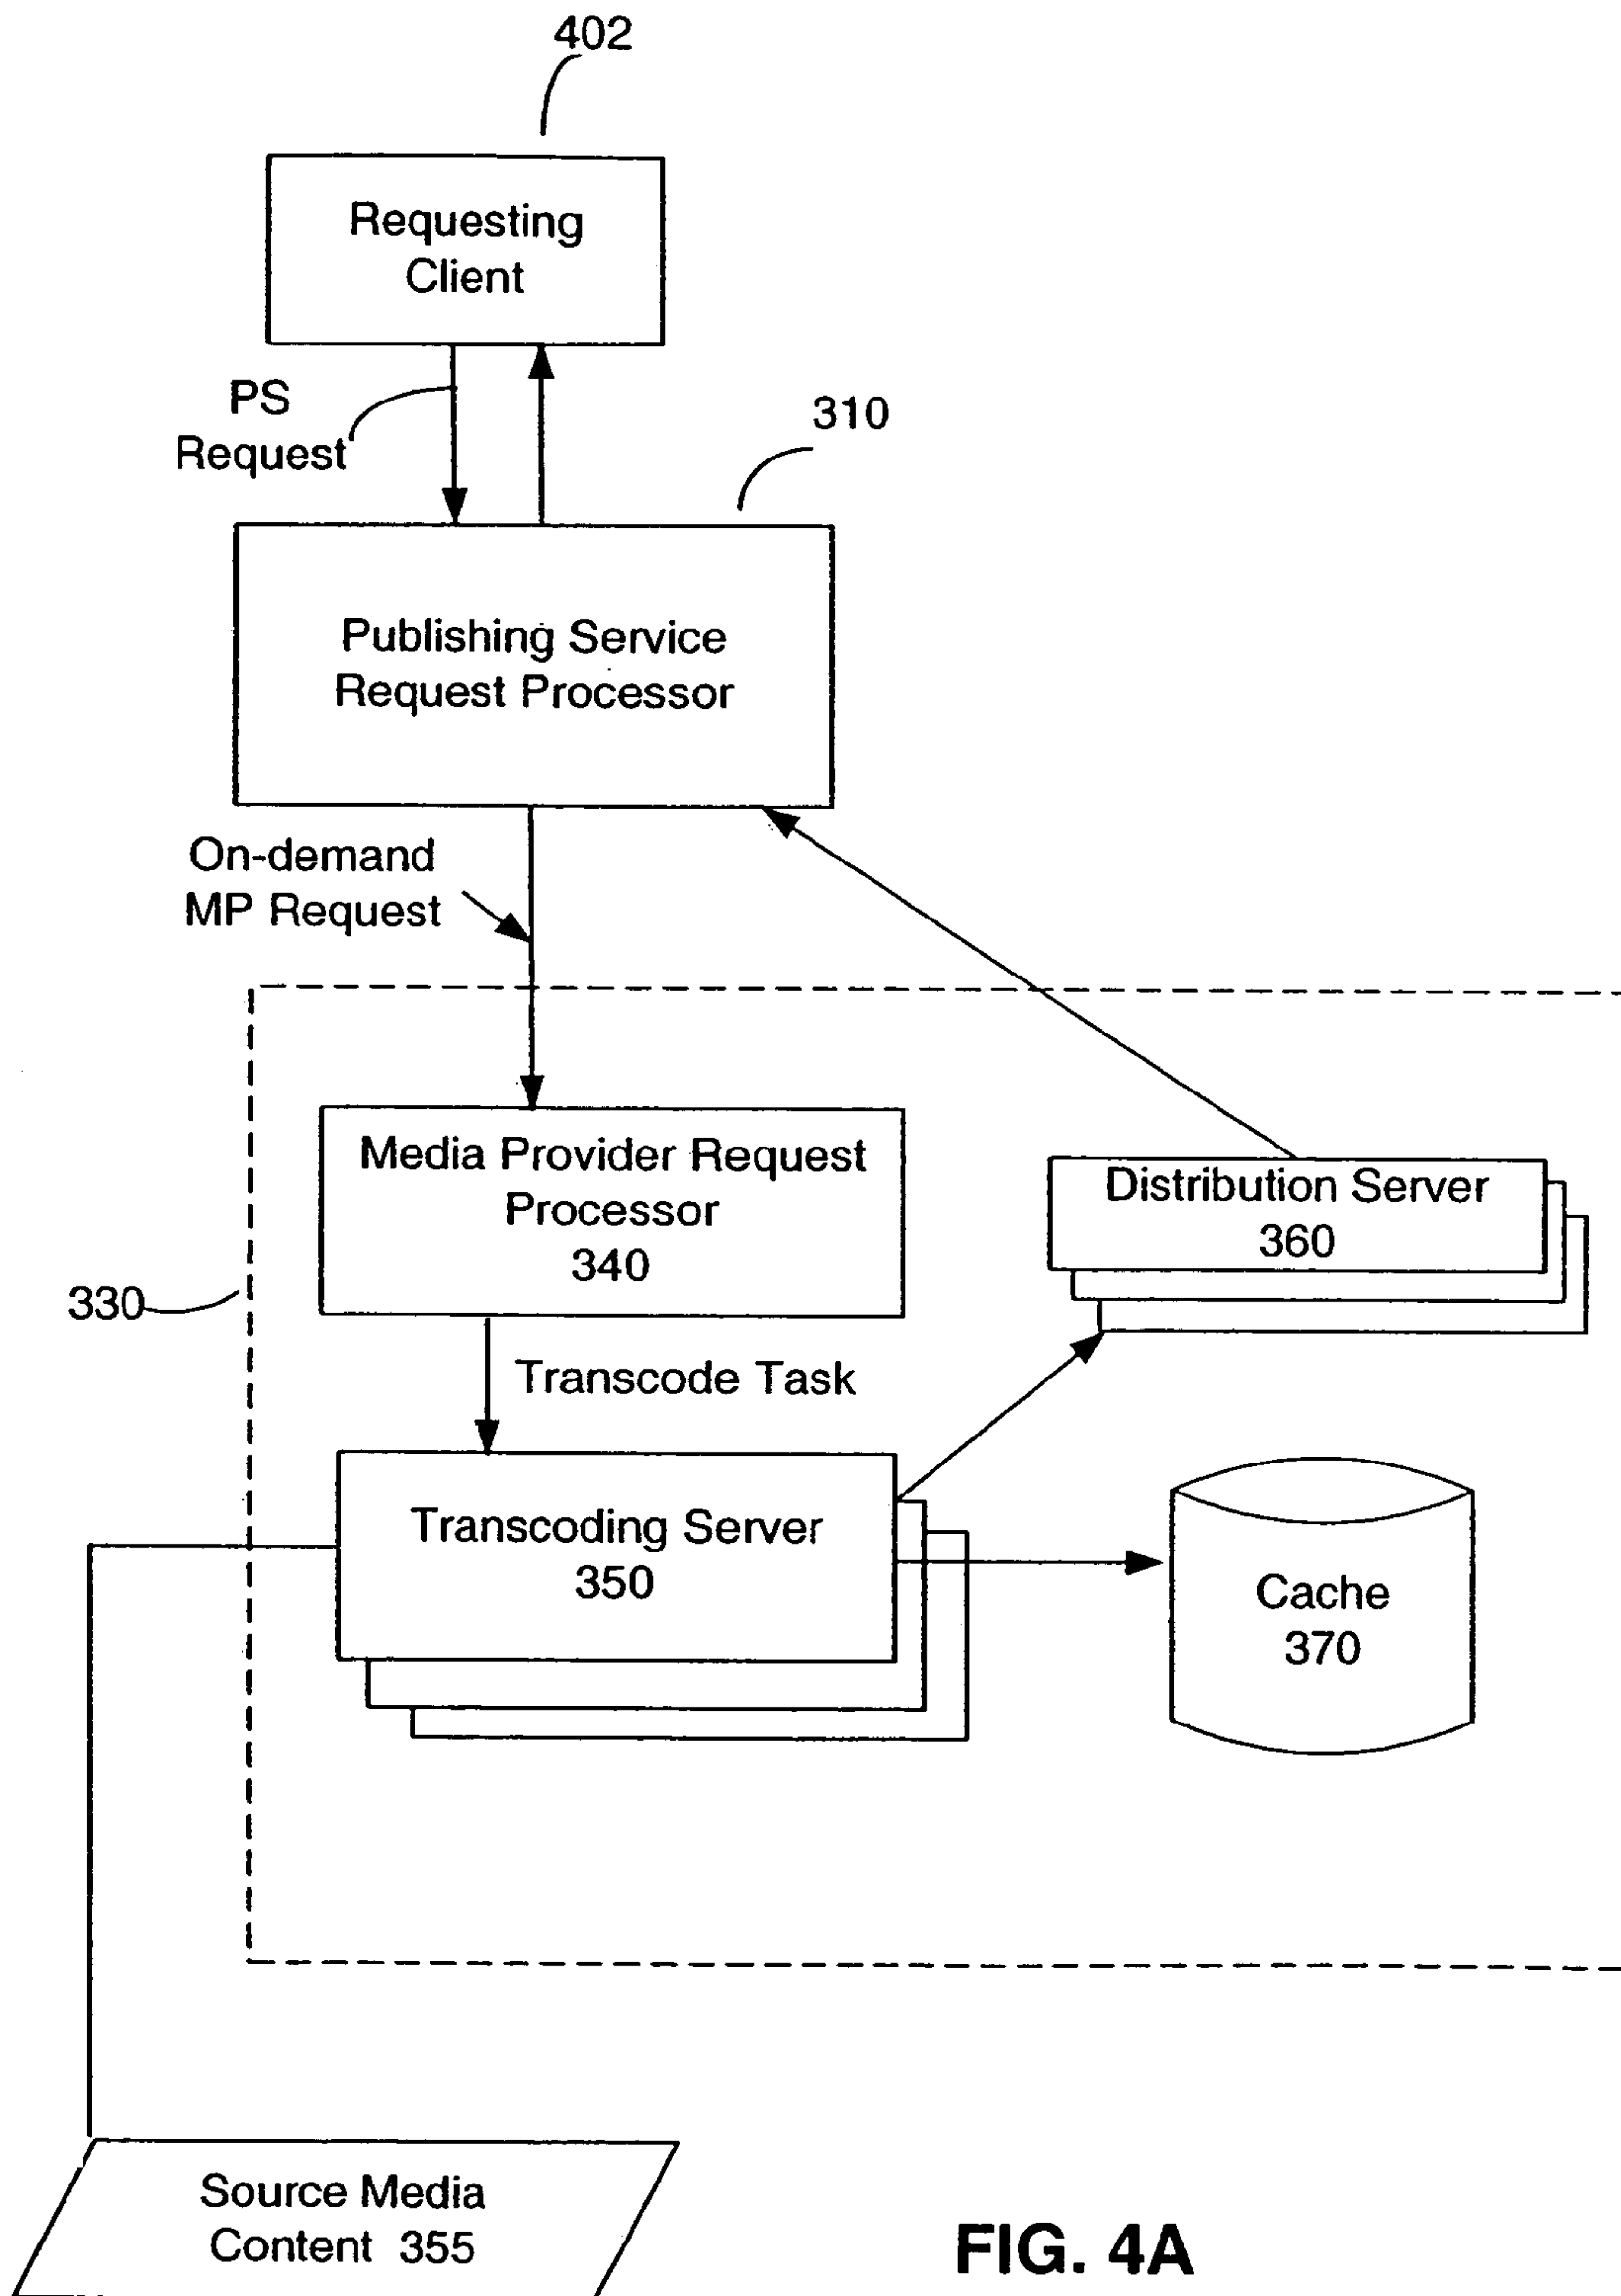 402
Requesting
Client
PS
Request
310
Publishing Service
Request Processor
On-demand
MP Request
Media Provider Request
Processor
340
Distribution Server
360
330
Transcode Task
Transcoding Server
350
Cache
370
Source Media
Content 355
FIG. 4A